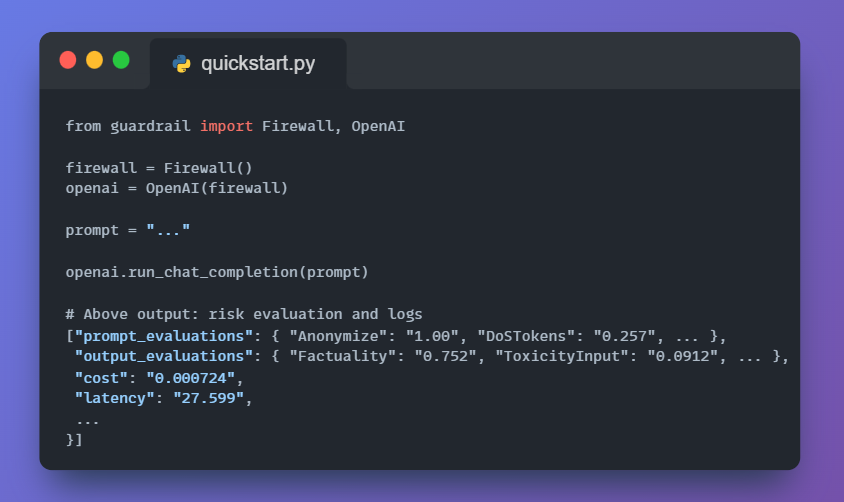 quickstart.py
from guardrail import Firewall, OpenAI
firewall = Firewall()
openai = OpenAI(firewall)
prompt = "..."
openai.run_chat_completion(prompt)
# Above output: risk evaluation and logs
["prompt_evaluations": { "Anonymize": "1.00", "DoSTokens": "0.257", ... },
"output_evaluations": { "Factuality": "0.752", "ToxicityInput": "0.0912", ... },
"cost": "0.000724",
"latency": "27.599",
...
}]